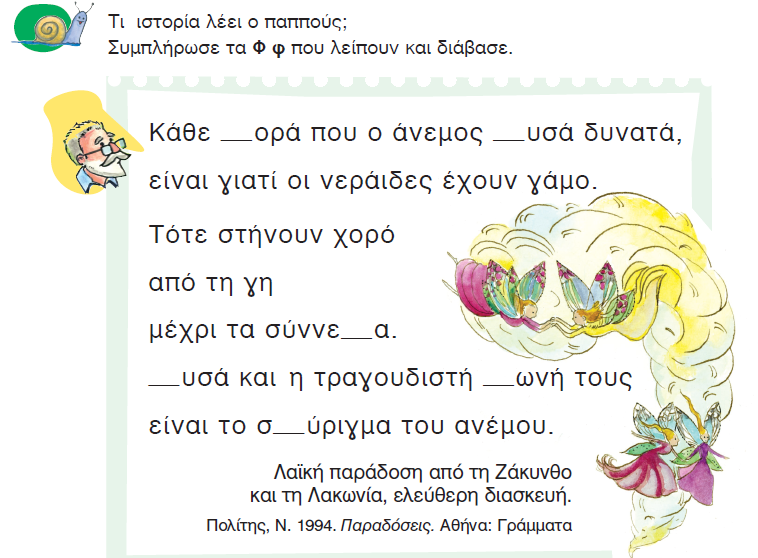 Τι ιστορία λέει ο παππούς;
Συμπλήρωσε τα Φ φ που λείπουν και διάβασε.
Κάθε __ορά που ο άνεμος __υσά δυνατά,
είναι γιατί οι νεράιδες έχουν γάμο.
Τότε στήνουν χορό
από τη γη
μέχρι τα σύννε__α.
__υσά και η τραγουδιστή __ωνή τους
είναι το σ__ύριγμα του ανέμου.
Λαϊκή παράδοση από τη Ζάκυνθο
και τη Λακωνία, ελεύθερη διασκευή.
Πολίτης, Ν. 1994. Παραδόσεις. Αθήνα: Γράμματα